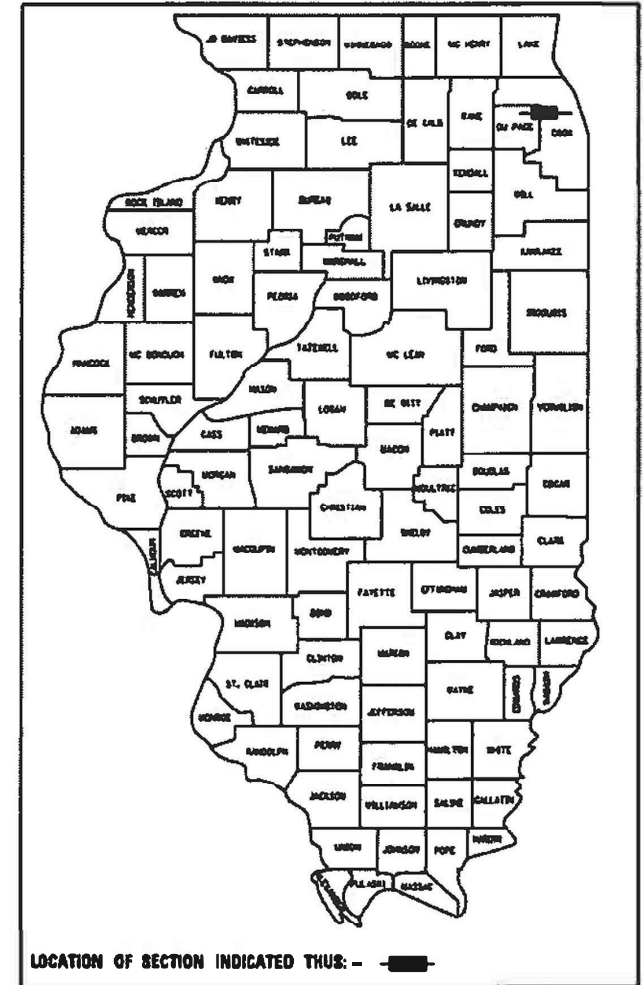 JO DAVIESS STEPHENSON WINNEBAGO BOONE MC HENRY LAKE
CARROLL OGLE DE KALB KANE DU PAGE COOK
WHITESIDE LEE
KENDALL
ROCK ISLAND HENRY BUREAU LA SALLE GRUNDY WILL
MERCER PUTNAM
STARK MARSHALL KANKAKEE
HENDERSON WARREN KNOX PEORIA WOODFORD LIVINGSTON
IROQUOIS
HANCOCK MC DONOUGH FULTON TAZEWELL MC LEAN FORD
MASON
SCHUYLER LOGAN DE WITT CHAMPAIGN VERMILION
ADAMS BROWN CASS MENARD PIATT
MACON
MORGAN SANGAMON DOUGLAS
PIKE SCOTT MOULTRIE EDGAR
CHRISTIAN COLES
GREENE MACOUPIN SHELBY CLARK
CALHOUN MONTGOMERY CUMBERLAND
JERSEY FAYETTE EFFINGHAM JASPER CRAWFORD
MADISON BOND
CLAY RICHLAND LAWRENCE
CLINTON MARION
ST. CLAIR WAYNE EDWARDS WABASH
WASHINGTON JEFFERSON
MONROE
RANDOLPH PERRY HAMILTON WHITE
FRANKLIN
JACKSON WILLIAMSON SALINE GALLATIN
UNION JOHNSON POPE HARDIN
ALEXANDER PULASKI MASSAC
LOCATION OF SECTION INDICATED THUS: -